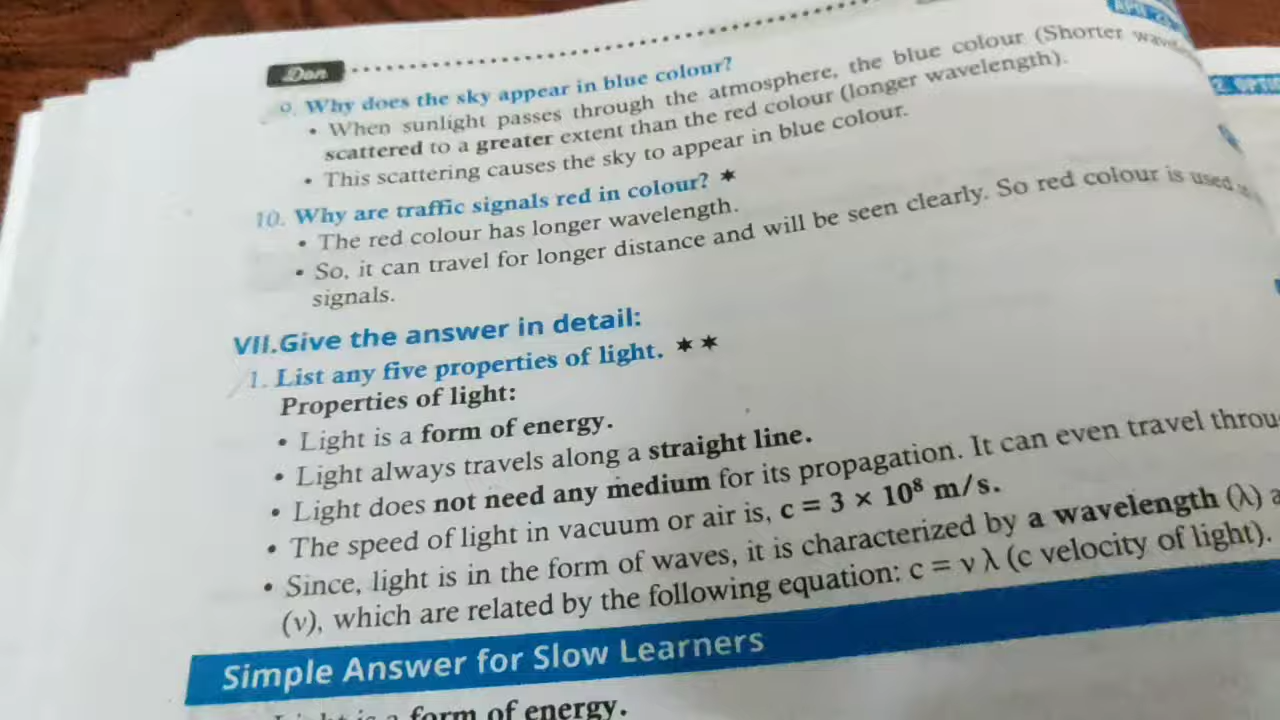 Don
9. Why does the sky appear in blue colour?
• When sunlight passes through the atmosphere, the blue colour (Shorter
scattered to a greater extent than the red colour (longer wavelength).
• This scattering causes the sky to appear in blue colour.
10. Why are traffic signals red in colour? ★
• The red colour has longer wavelength.
• So, it can travel for longer distance and will be seen clearly. So red colour is used
signals.
VII.Give the answer in detail:
1. List any five properties of light. ★ ★
Properties of light:
• Light is a form of energy.
• Light always travels along a straight line.
• Light does not need any medium for its propagation. It can even travel
• The speed of light in vacuum or air is, c = 3 × 10⁸ m/s.
• Since, light is in the form of waves, it is characterized by a wavelength (λ)
(ν), which are related by the following equation: c = ν λ (c velocity of light).
Simple Answer for Slow Learners
form of energy.